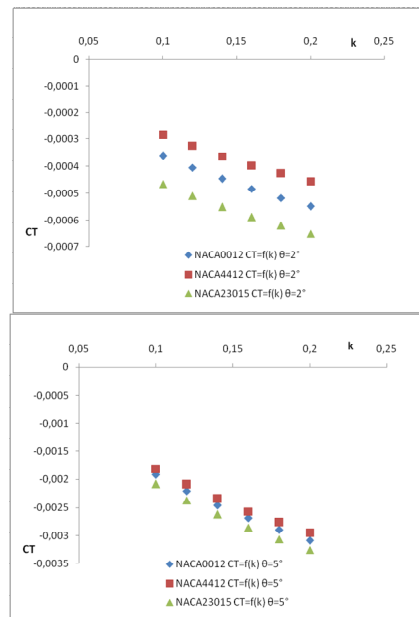 0,05 0,1 0,15 k 0,2 0,25
0
-0,0001
-0,0002
-0,0003
-0,0004
-0,0005
-0,0006
-0,0007
CT
NACA0012 CT=f(k) θ=2°
NACA4412 CT=f(k) θ=2°
NACA23015 CT=f(k) θ=2°
0,05 0,1 0,15 k 0,2 0,25
0
-0,0005
-0,001
-0,0015
-0,002
-0,0025
-0,003
CT
-0,0035
NACA0012 CT=f(k) θ=5°
NACA4412 CT=f(k) θ=5°
NACA23015 CT=f(k) θ=5°